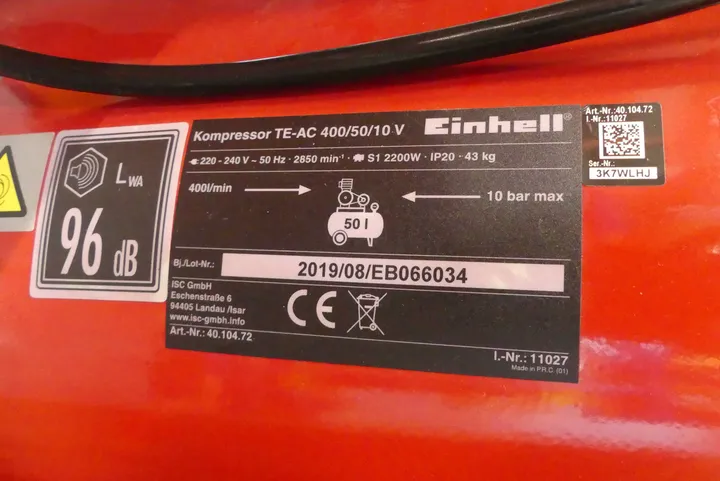 Kompressor TE-AC 400/50/10 V
Einhell®
220 - 240 V ~ 50 Hz · 2850 min⁻¹ · S1 2200W · IP20 · 43 kg
400l/min
10 bar max
50 l
Bj./Lot-Nr.: 2019/08/EB066034
ISC GmbH
Eschenstraße 6
94405 Landau /Isar
www.isc-gmbh.info
Art.-Nr.: 40.104.72
CE
I.-Nr.: 11027
Made in P.R.C. (01)
LWA
96 dB
Art.-Nr.: 40.104.72
I.-Nr.: 11027
Ser.-Nr.:
3K7WLHJ